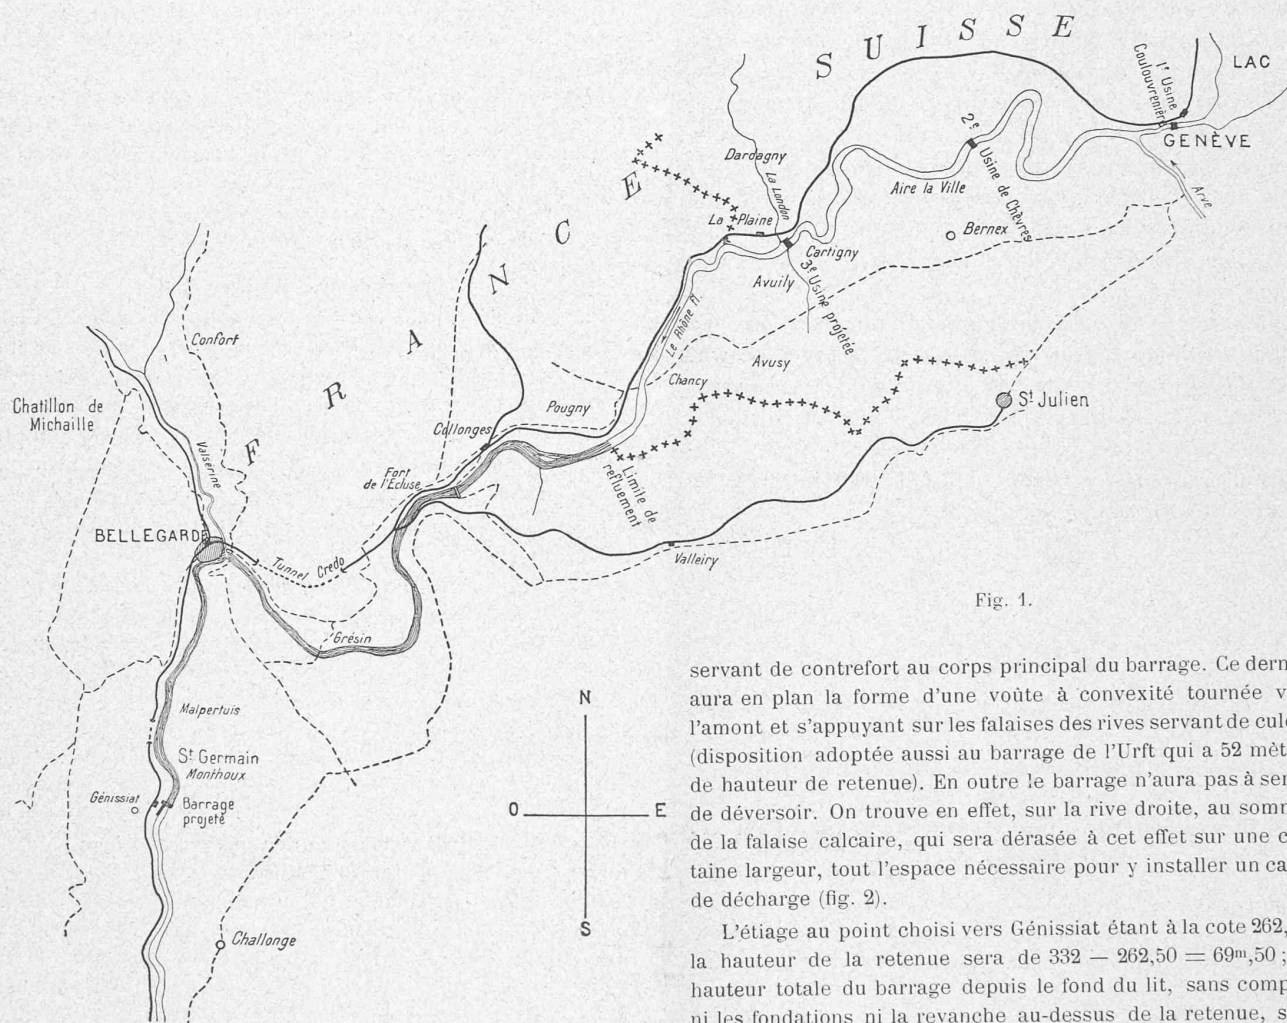 SUISSE
LAC
1e Usine
Coulouvrenière
GENÈVE
Arve
2e Usine de Chèvres
Aire la Ville
Bernex
Dardagny
La London
La Plaine
Cartigny
3e Usine projetée
Avuily
Le Rhône fl.
Avusy
Chancy
FRANCE
Confort
Chatillon de
Michaille
Valserine
Pougny
Collonges
St Julien
Fort
de l'Ecluse
Limite de
refluement
BELLEGARDE
Tunnel Credo
Valleiry
Grésin
Fig. 1.
Malpertuis
St Germain
Monthoux
Génissiat
Barrage
projeté
Challonge
N
O
E
S
servant de contrefort au corps principal du barrage. Ce dern
aura en plan la forme d'une voûte à convexité tournée v
l'amont et s'appuyant sur les falaises des rives servant de cul
(disposition adoptée aussi au barrage de l'Urft qui a 52 mèt
de hauteur de retenue). En outre le barrage n'aura pas à ser
de déversoir. On trouve en effet, sur la rive droite, au somm
de la falaise calcaire, qui sera dérasée à cet effet sur une c
taine largeur, tout l'espace nécessaire pour y installer un ca
de décharge (fig. 2).
L'étiage au point choisi vers Génissiat étant à la cote 262,
la hauteur de la retenue sera de 332 — 262,50 = 69m,50 ;
hauteur totale du barrage depuis le fond du lit, sans comp
ni les fondations ni la revanche au-dessus de la retenue, s